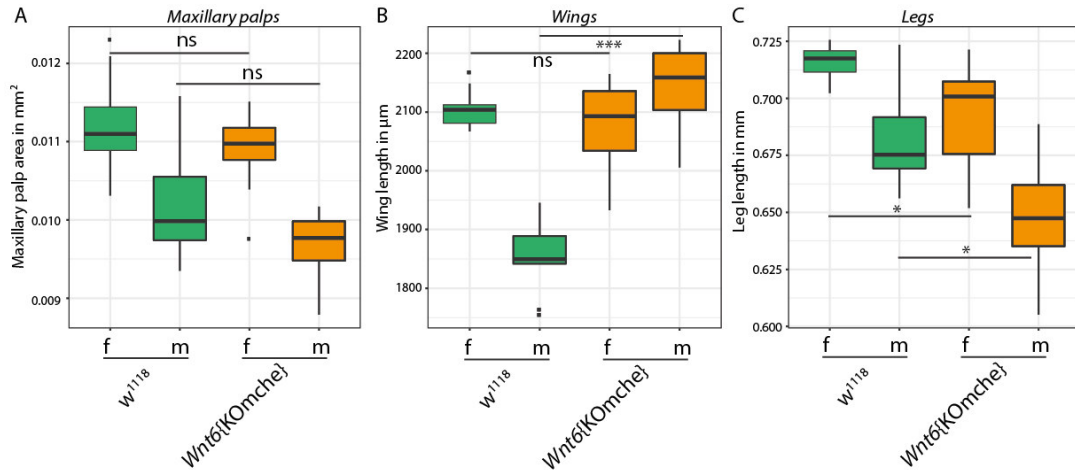 A
Maxillary palps
Maxillary palp area in mm²
0.012
0.011
0.010
0.009
ns
ns
f
m
f
m
w¹¹¹⁸
Wnt6{KOmche}
B
Wings
Wing length in µm
2200
2100
2000
1900
1800
***
ns
f
m
f
m
w¹¹¹⁸
Wnt6{KOmche}
C
Legs
Leg length in mm
0.725
0.700
0.675
0.650
0.625
0.600
*
*
f
m
f
m
w¹¹¹⁸
Wnt6{KOmche}